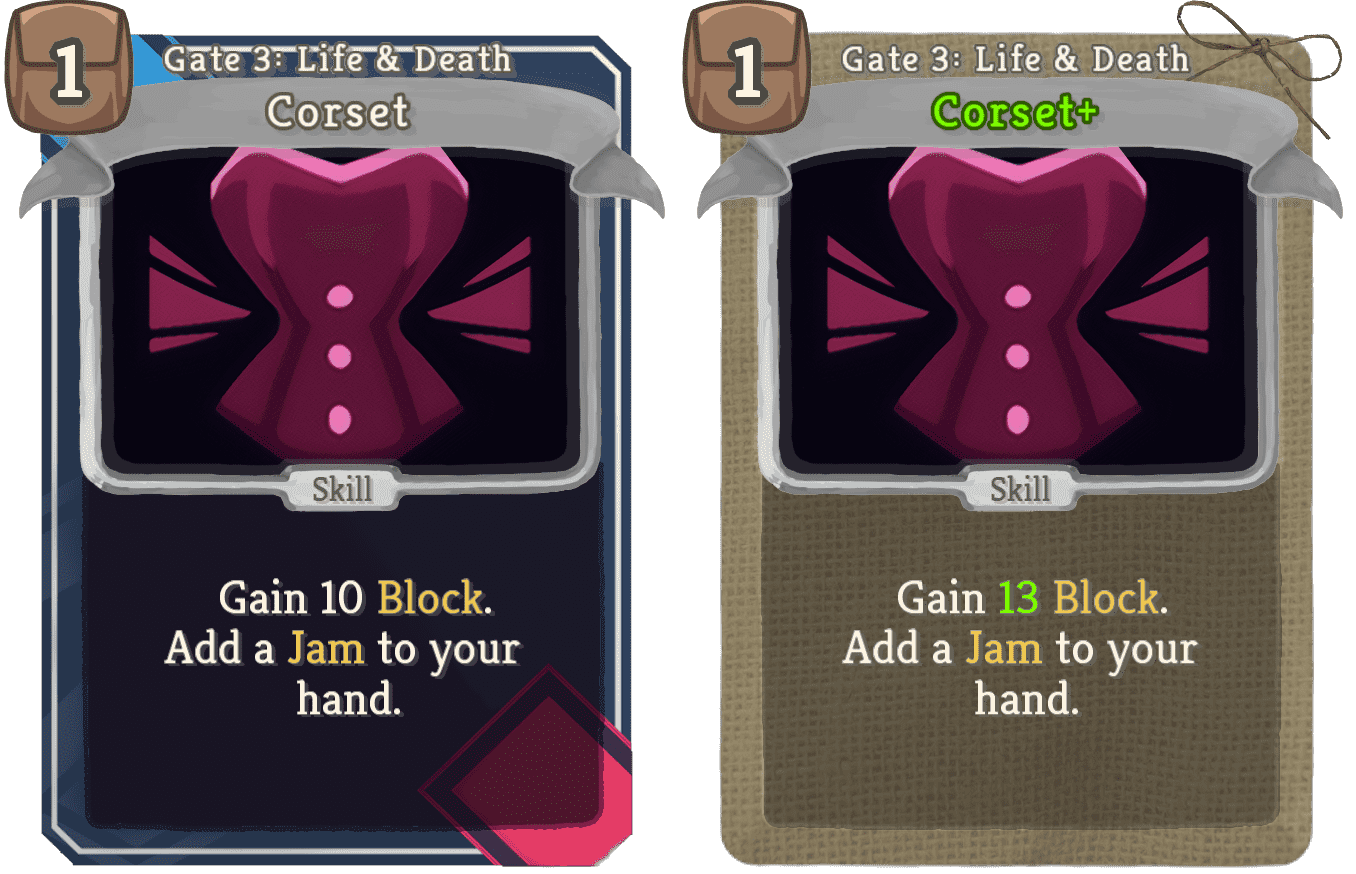 1
Gate 3: Life & Death
Corset
Skill
Gain 10 Block.
Add a Jam to your
hand.
1
Gate 3: Life & Death
Corset+
Skill
Gain 13 Block.
Add a Jam to your
hand.